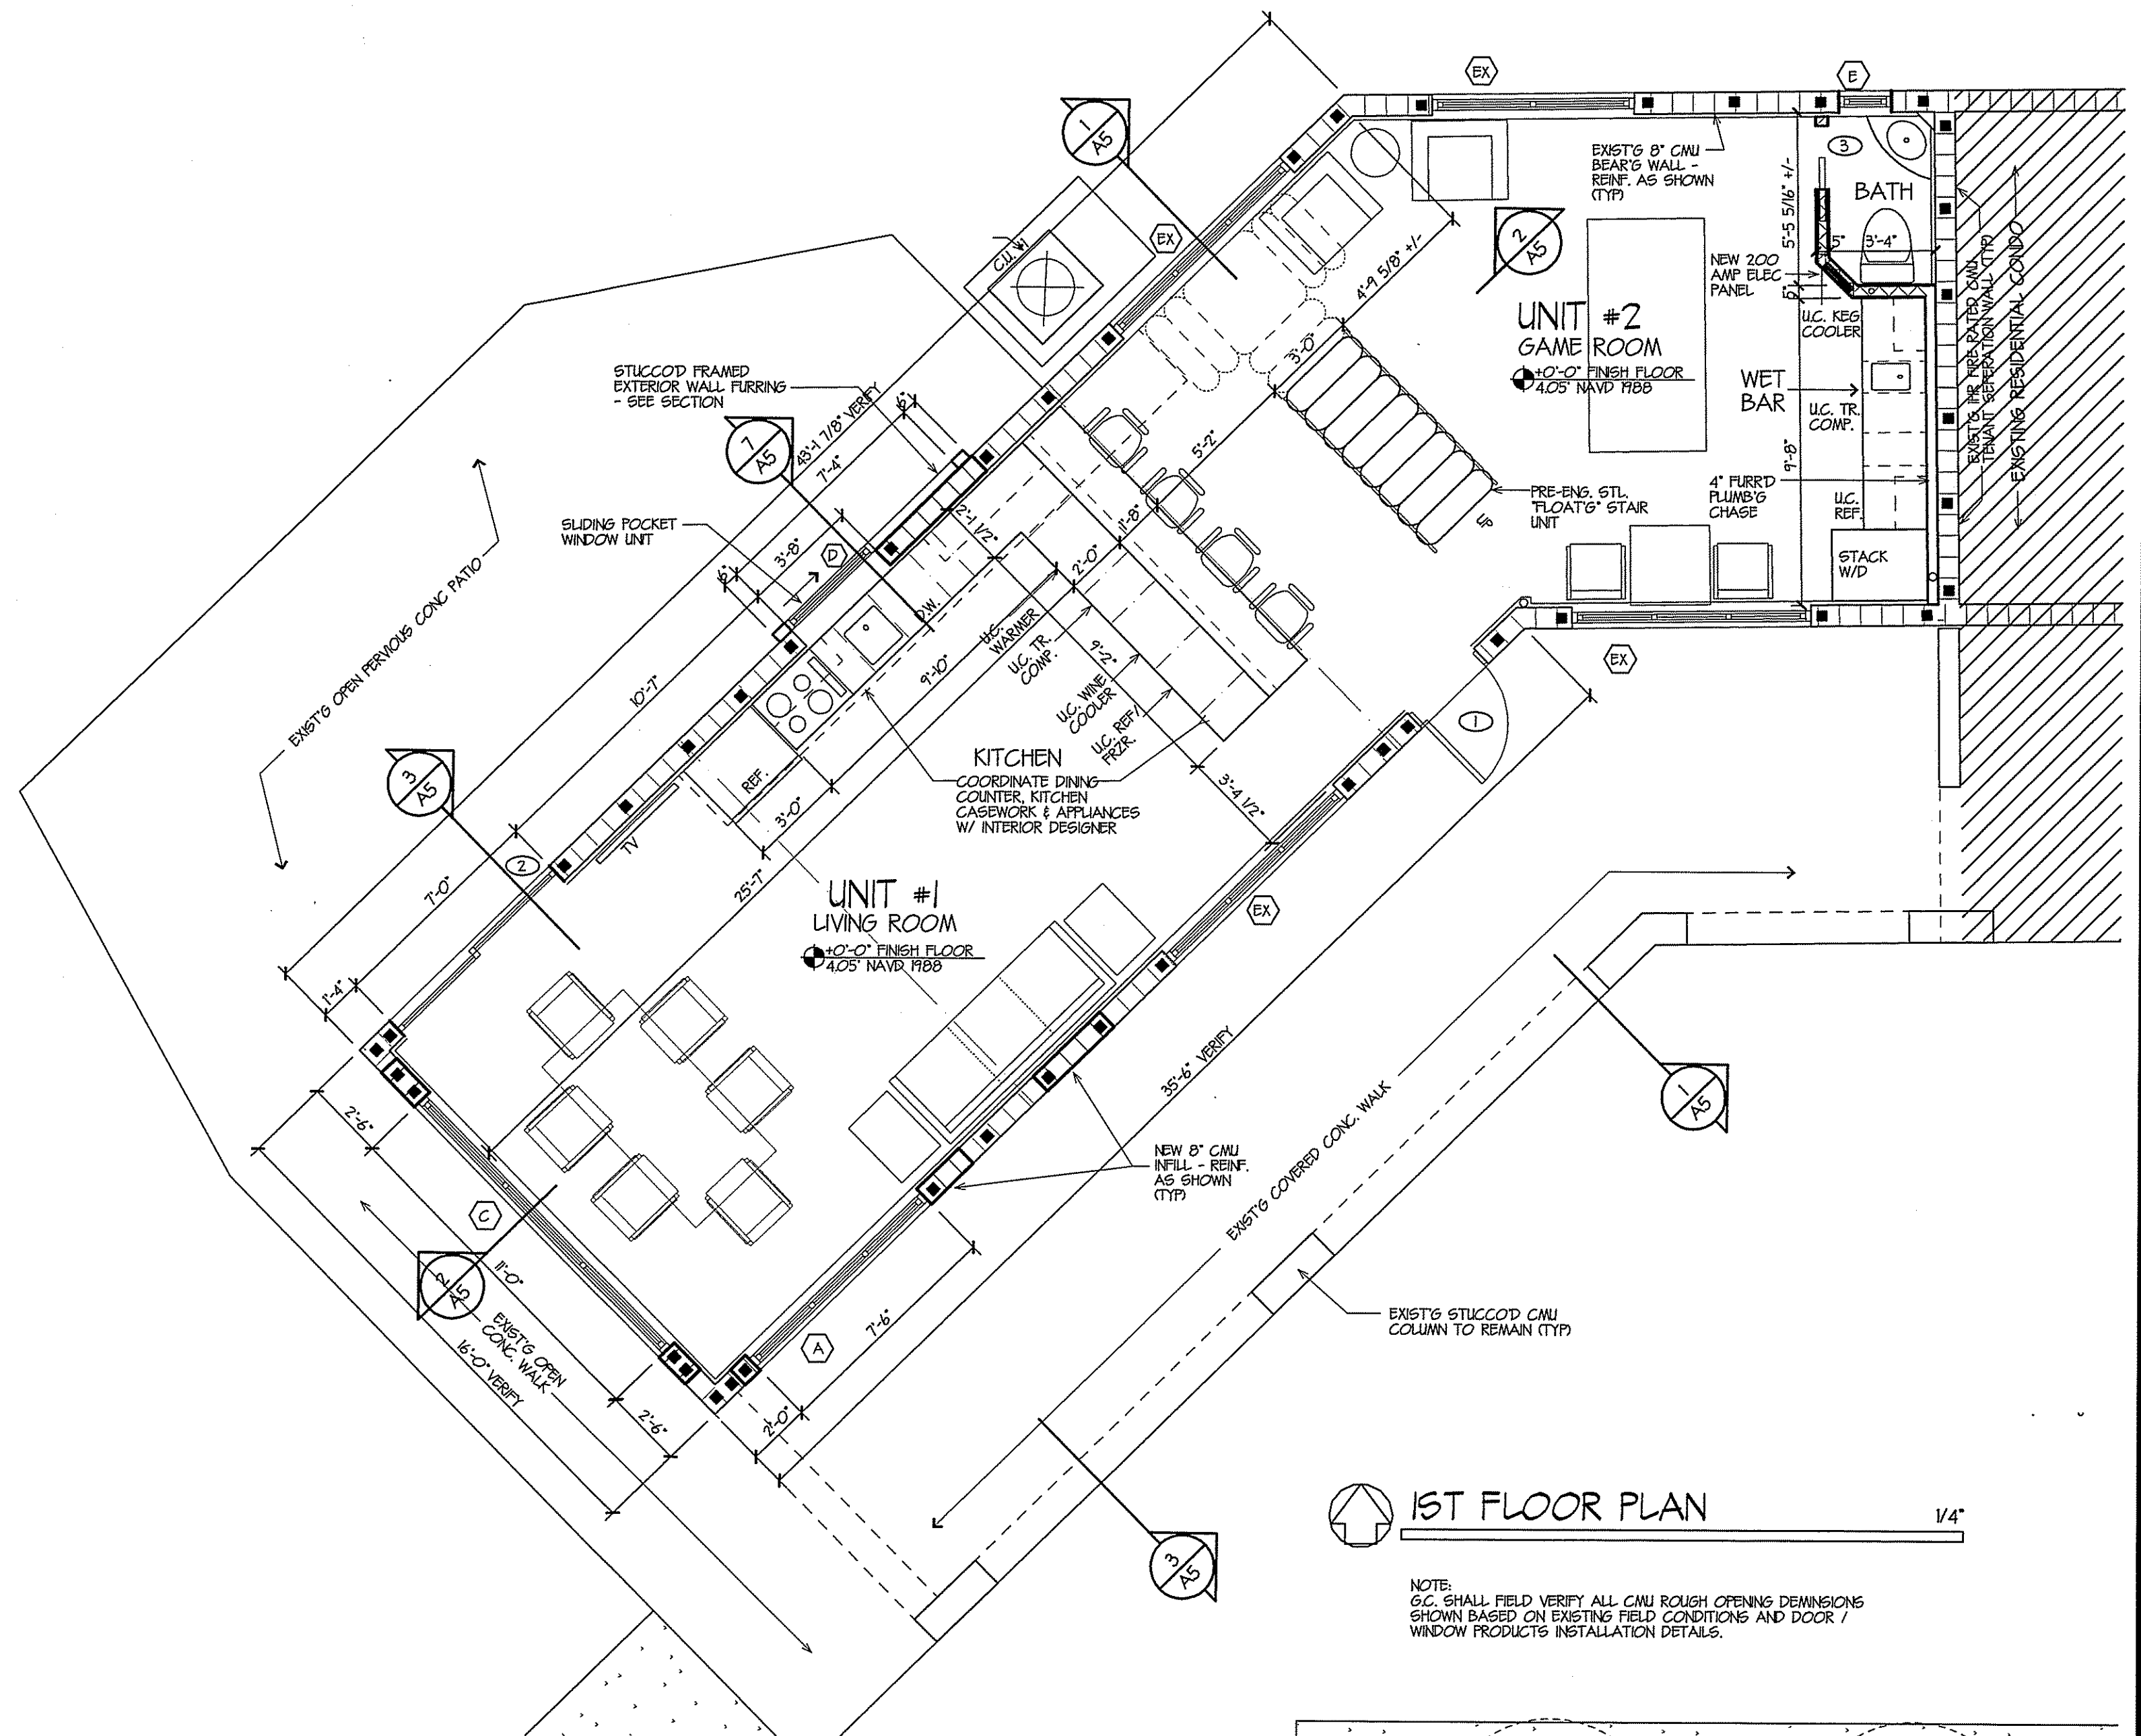 EX
E
1
A5
EXIST'G 8" CMU
BEAR'G WALL -
REINF. AS SHOWN
(TYP)
3
BATH
5'-5 5/16" +/-
5"
3'-4"
5"
EX
C.U.
2
A5
4'-9 5/8" +/-
NEW 200
AMP ELEC
PANEL
U.C. KEG
COOLER
EXIST'G 1HR FIRE RATED CMU
TENANT SEPERATION WALL (TYP)
EXISTING RESIDENTIAL CONDO
UNIT #2
GAME ROOM
+0'-0" FINISH FLOOR
4.05' NAVD 1988
3'-0"
WET
BAR
U.C. TR.
COMP.
9'-8"
4" FURR'D
PLUMB'G
CHASE
U.C.
REF.
STACK
W/D
STUCCO'D FRAMED
EXTERIOR WALL FURRING
- SEE SECTION
43'-1 7/8" VERIFY
6"
7'-4"
7
A5
5'-2"
PRE-ENG. STL.
"FLOAT'G" STAIR
UNIT
UP
SLIDING POCKET
WINDOW UNIT
D
3'-8"
6"
2'-1 1/2"
1'-8"
2'-0"
D.W.
U.C.
WARMER
U.C. TR.
COMP.
9'-2"
9'-10"
U.C. WINE
COOLER
U.C. REF/
FRZR.
EXIST'G OPEN PERVIOUS CONC PATIO
10'-7"
EX
1
KITCHEN
COORDINATE DINING
COUNTER, KITCHEN
CASEWORK & APPLIANCES
W/ INTERIOR DESIGNER
REF.
3'-0"
3'-4 1/2"
3
A5
TV
2
7'-0"
25'-7"
UNIT #1
LIVING ROOM
+0'-0" FINISH FLOOR
4.05' NAVD 1988
EX
1'-4"
35'-6" VERIFY
1
A5
2'-6"
NEW 8" CMU
INFILL - REINF.
AS SHOWN
(TYP)
EXIST'G COVERED CONC. WALK
C
2
A5
11'-0"
EXIST'G OPEN
CONC. WALK
16'-0" VERIFY
A
7'-6"
EXIST'G STUCCO'D CMU
COLUMN TO REMAIN (TYP)
2'-6"
2'-0"
3
A5
1ST FLOOR PLAN
1/4"
NOTE:
G.C. SHALL FIELD VERIFY ALL CMU ROUGH OPENING DEMINSIONS
SHOWN BASED ON EXISTING FIELD CONDITIONS AND DOOR /
WINDOW PRODUCTS INSTALLATION DETAILS.